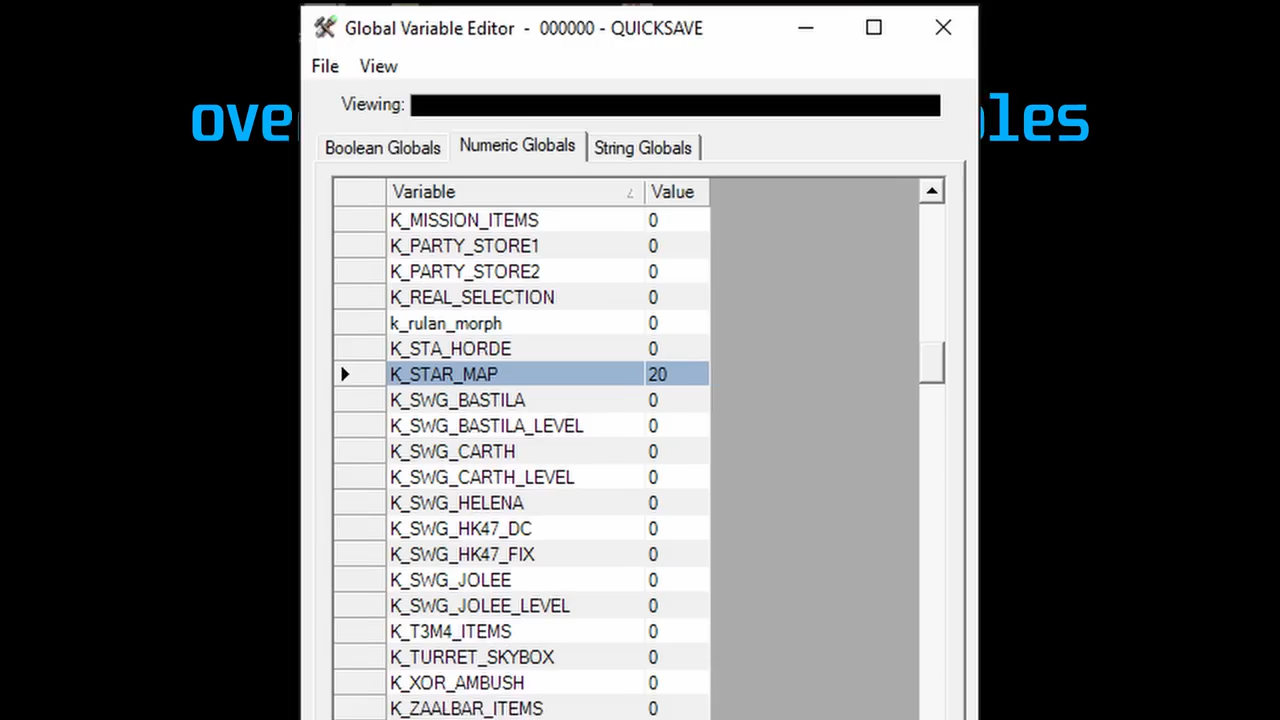 Global Variable Editor - 000000 - QUICKSAVE
File View
Viewing:
Boolean Globals Numeric Globals String Globals
Variable Value
K_MISSION_ITEMS 0
K_PARTY_STORE1 0
K_PARTY_STORE2 0
K_REAL_SELECTION 0
k_rulan_morph 0
K_STA_HORDE 0
K_STAR_MAP 20
K_SWG_BASTILA 0
K_SWG_BASTILA_LEVEL 0
K_SWG_CARTH 0
K_SWG_CARTH_LEVEL 0
K_SWG_HELENA 0
K_SWG_HK47_DC 0
K_SWG_HK47_FIX 0
K_SWG_JOLEE 0
K_SWG_JOLEE_LEVEL 0
K_T3M4_ITEMS 0
K_TURRET_SKYBOX 0
K_XOR_AMBUSH 0
K_ZAALBAR_ITEMS 0